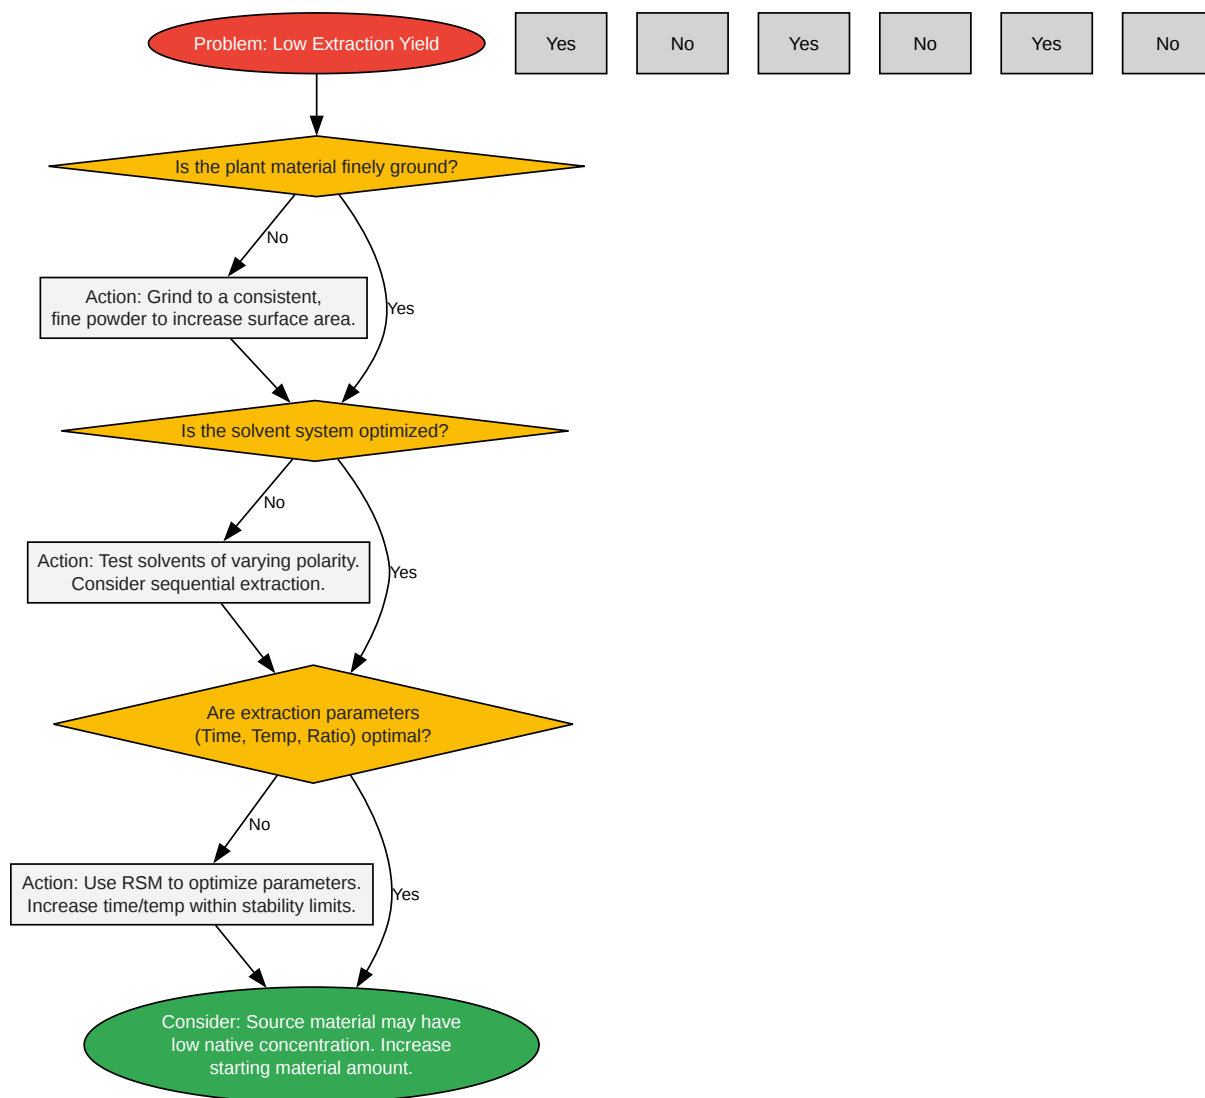 Problem: Low Extraction Yield
Yes
No
Yes
No
Yes
No
Is the plant material finely ground?
No
Action: Grind to a consistent,
fine powder to increase surface area.
Yes
Is the solvent system optimized?
No
Action: Test solvents of varying polarity.
Consider sequential extraction.
Yes
Are extraction parameters
(Time, Temp, Ratio) optimal?
No
Action: Use RSM to optimize parameters.
Increase time/temp within stability limits.
Yes
Consider: Source material may have
low native concentration. Increase
starting material amount.